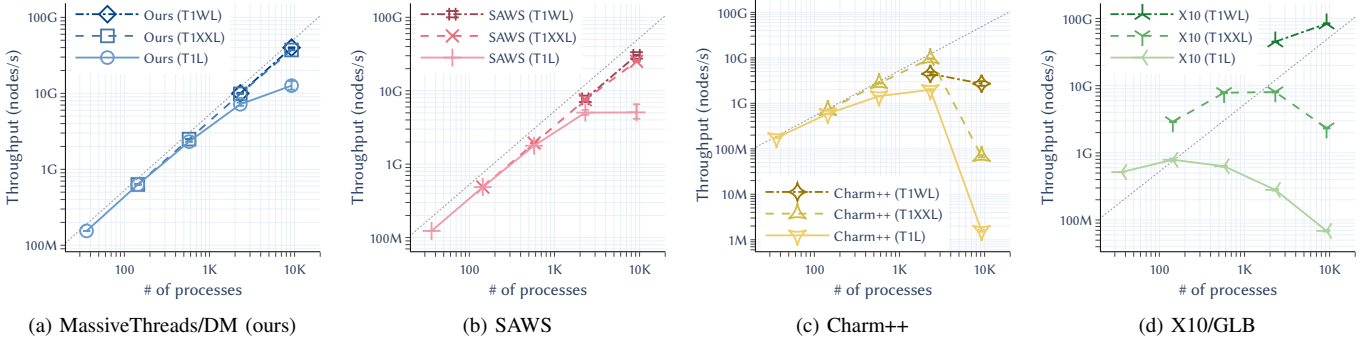 Throughput (nodes/s)
100G
10G
1G
100M
100
1K
10K
# of processes
Ours (T1WL)
Ours (T1XXL)
Ours (T1L)
(a) MassiveThreads/DM (ours)
Throughput (nodes/s)
100G
10G
1G
100M
100
1K
10K
# of processes
SAWS (T1WL)
SAWS (T1XXL)
SAWS (T1L)
(b) SAWS
Throughput (nodes/s)
100G
10G
1G
100M
10M
1M
100
1K
10K
# of processes
Charm++ (T1WL)
Charm++ (T1XXL)
Charm++ (T1L)
(c) Charm++
Throughput (nodes/s)
100G
10G
1G
100M
100
1K
10K
# of processes
X10 (T1WL)
X10 (T1XXL)
X10 (T1L)
(d) X10/GLB